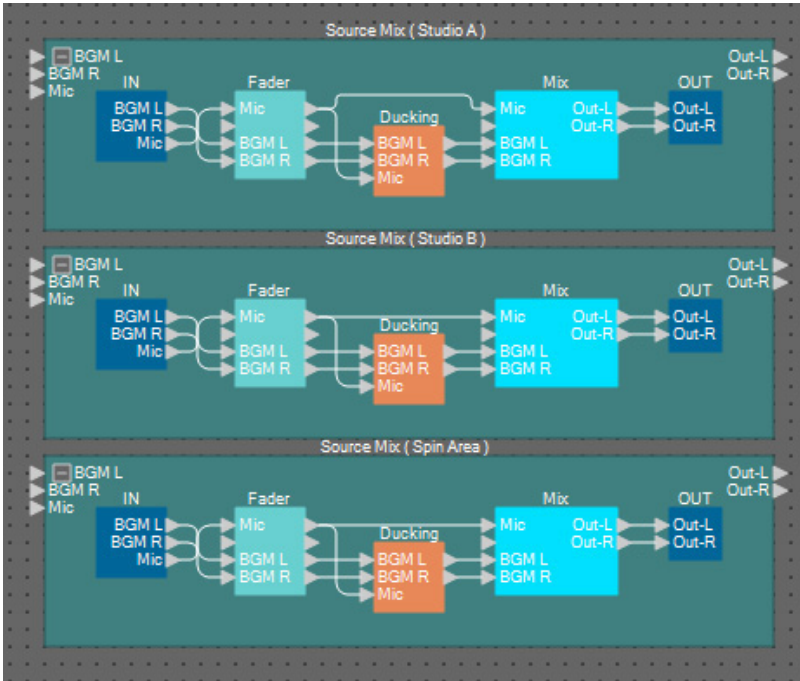 Source Mix ( Studio A )
BGM L
BGM R
Mic
Out-L
Out-R
IN
BGM L
BGM R
Mic
Fader
Mic
BGM L
BGM R
Ducking
BGM L
BGM R
Mic
Mix
Mic
BGM L
BGM R
Out-L
Out-R
OUT
Out-L
Out-R
Source Mix ( Studio B )
BGM L
BGM R
Mic
Out-L
Out-R
IN
BGM L
BGM R
Mic
Fader
Mic
BGM L
BGM R
Ducking
BGM L
BGM R
Mic
Mix
Mic
BGM L
BGM R
Out-L
Out-R
OUT
Out-L
Out-R
Source Mix ( Spin Area )
BGM L
BGM R
Mic
Out-L
Out-R
IN
BGM L
BGM R
Mic
Fader
Mic
BGM L
BGM R
Ducking
BGM L
BGM R
Mic
Mix
Mic
BGM L
BGM R
Out-L
Out-R
OUT
Out-L
Out-R